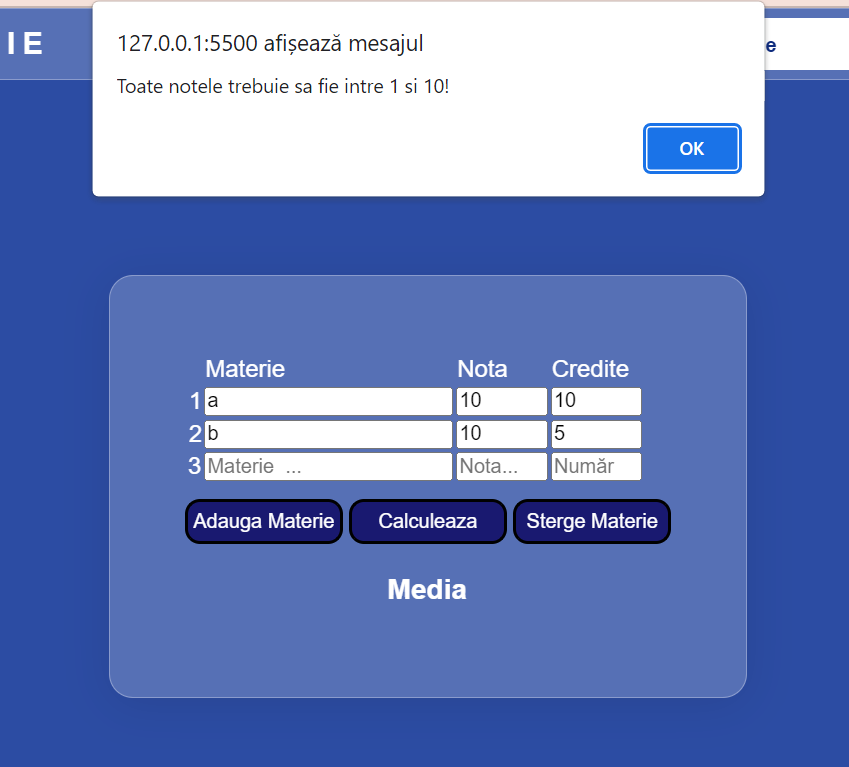 IE
e
127.0.0.1:5500 afișează mesajul
Toate notele trebuie sa fie intre 1 si 10!
OK
Materie Nota Credite
1 a 10 10
2 b 10 5
3 Materie ... Nota... Număr
Adauga Materie Calculeaza Sterge Materie
Media